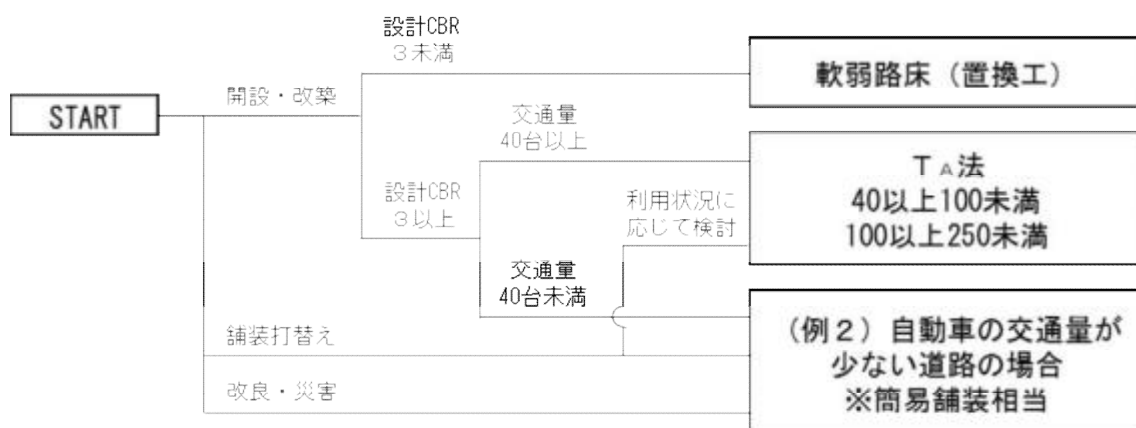 START
開設・改築
設計CBR
３未満
軟弱路床（置換工）
設計CBR
３以上
交通量
40台以上
TA法
40以上100未満
100以上250未満
利用状況に
応じて検討
交通量
40台未満
（例２）自動車の交通量が
少ない道路の場合
※簡易舗装相当
舗装打替え
改良・災害